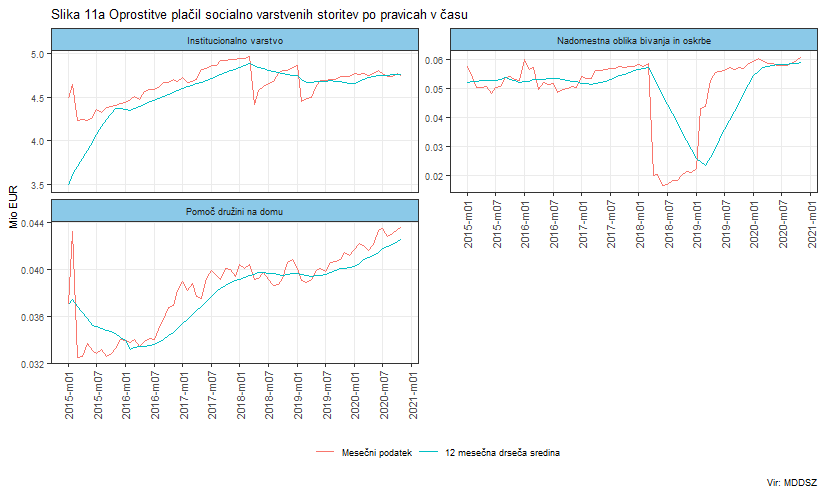 Slika 11a Oprostitve plačil socialno varstvenih storitev po pravicah v času
Institucionalno varstvo
5.0
4.5
4.0
3.5
Nadomestna oblika bivanja in oskrbe
0.06
0.05
0.04
0.03
0.02
2015-m01
2015-m07
2016-m01
2016-m07
2017-m01
2017-m07
2018-m01
2018-m07
2019-m01
2019-m07
2020-m01
2020-m07
2021-m01
Mio EUR
Pomoč družini na domu
0.044
0.040
0.036
0.032
2015-m01
2015-m07
2016-m01
2016-m07
2017-m01
2017-m07
2018-m01
2018-m07
2019-m01
2019-m07
2020-m01
2020-m07
2021-m01
Mesečni podatek
12 mesečna drseča sredina
Vir: MDDSZ